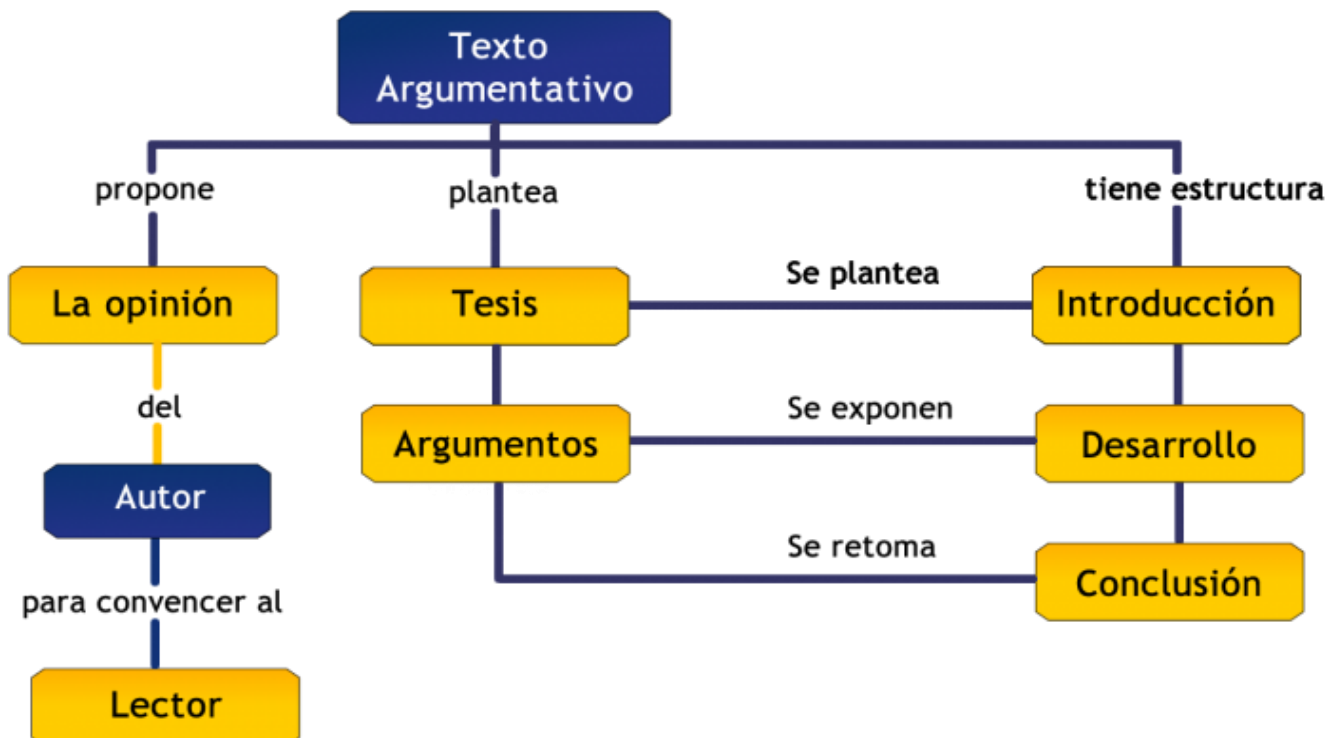 Texto
Argumentativo
propone
plantea
tiene estructura
La opinión
Tesis
Se plantea
Introducción
del
Argumentos
Se exponen
Desarrollo
Autor
Se retoma
Conclusión
para convencer al
Lector